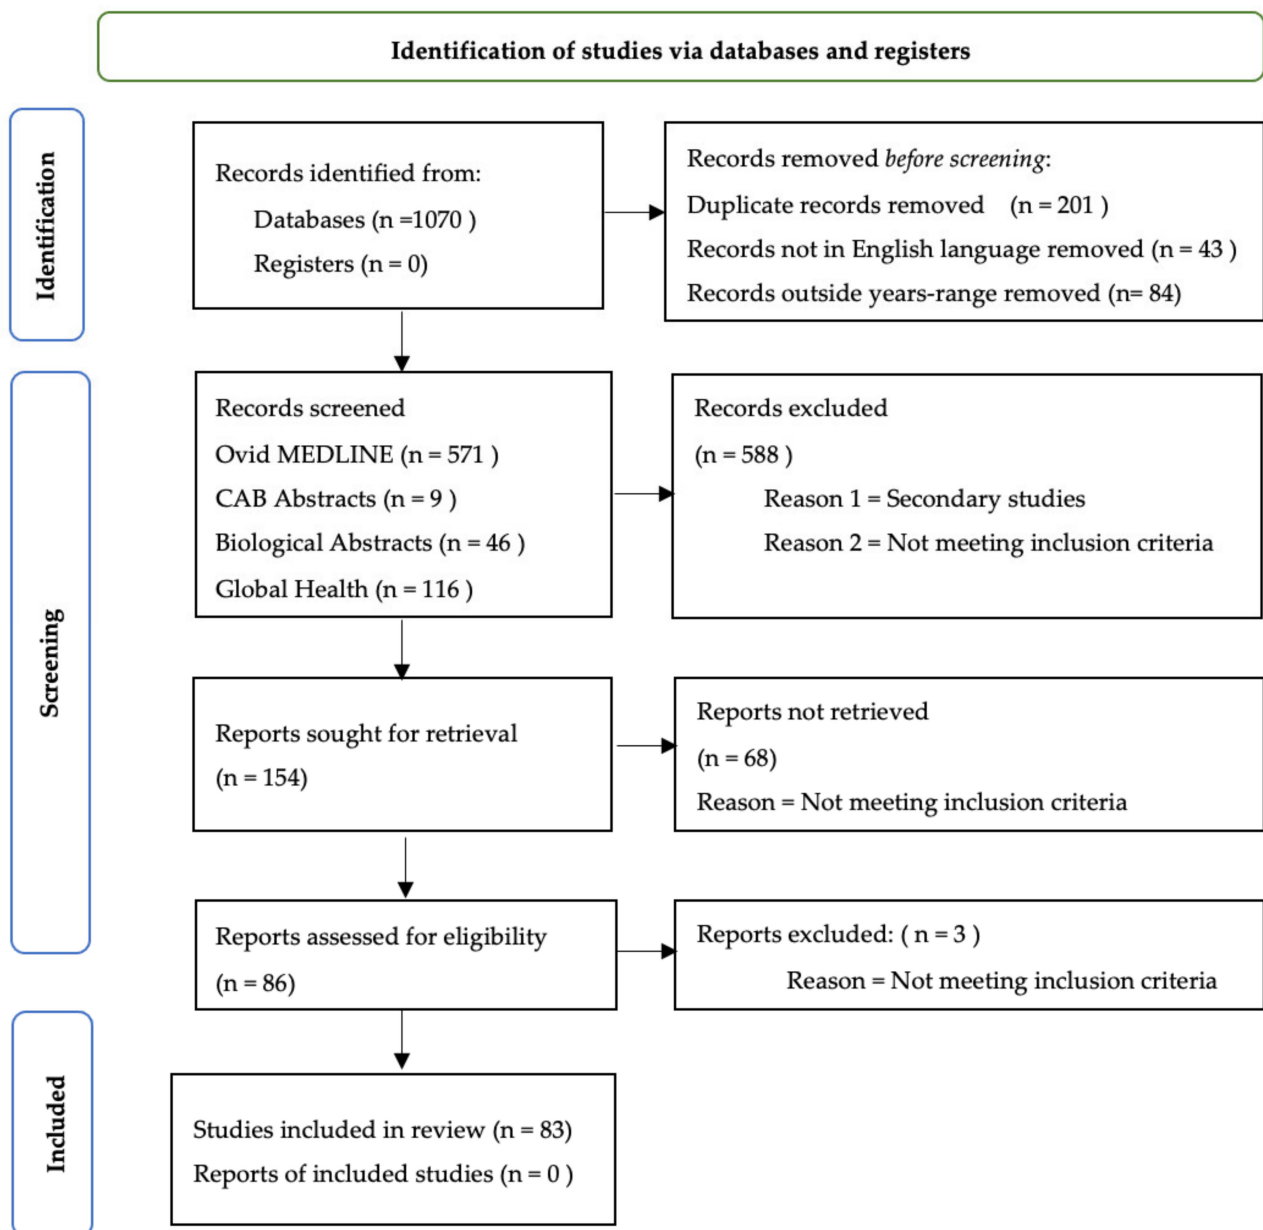 Identification of studies via databases and registers
Identification
Records identified from:
Databases (n =1070 )
Registers (n = 0)
Records removed before screening:
Duplicate records removed (n = 201 )
Records not in English language removed (n = 43 )
Records outside years-range removed (n= 84)
Screening
Records screened
Ovid MEDLINE (n = 571 )
CAB Abstracts (n = 9 )
Biological Abstracts (n = 46 )
Global Health (n = 116 )
Records excluded
(n = 588 )
Reason 1 = Secondary studies
Reason 2 = Not meeting inclusion criteria
Reports sought for retrieval
(n = 154)
Reports not retrieved
(n = 68)
Reason = Not meeting inclusion criteria
Reports assessed for eligibility
(n = 86)
Reports excluded: ( n = 3 )
Reason = Not meeting inclusion criteria
Included
Studies included in review (n = 83)
Reports of included studies (n = 0 )